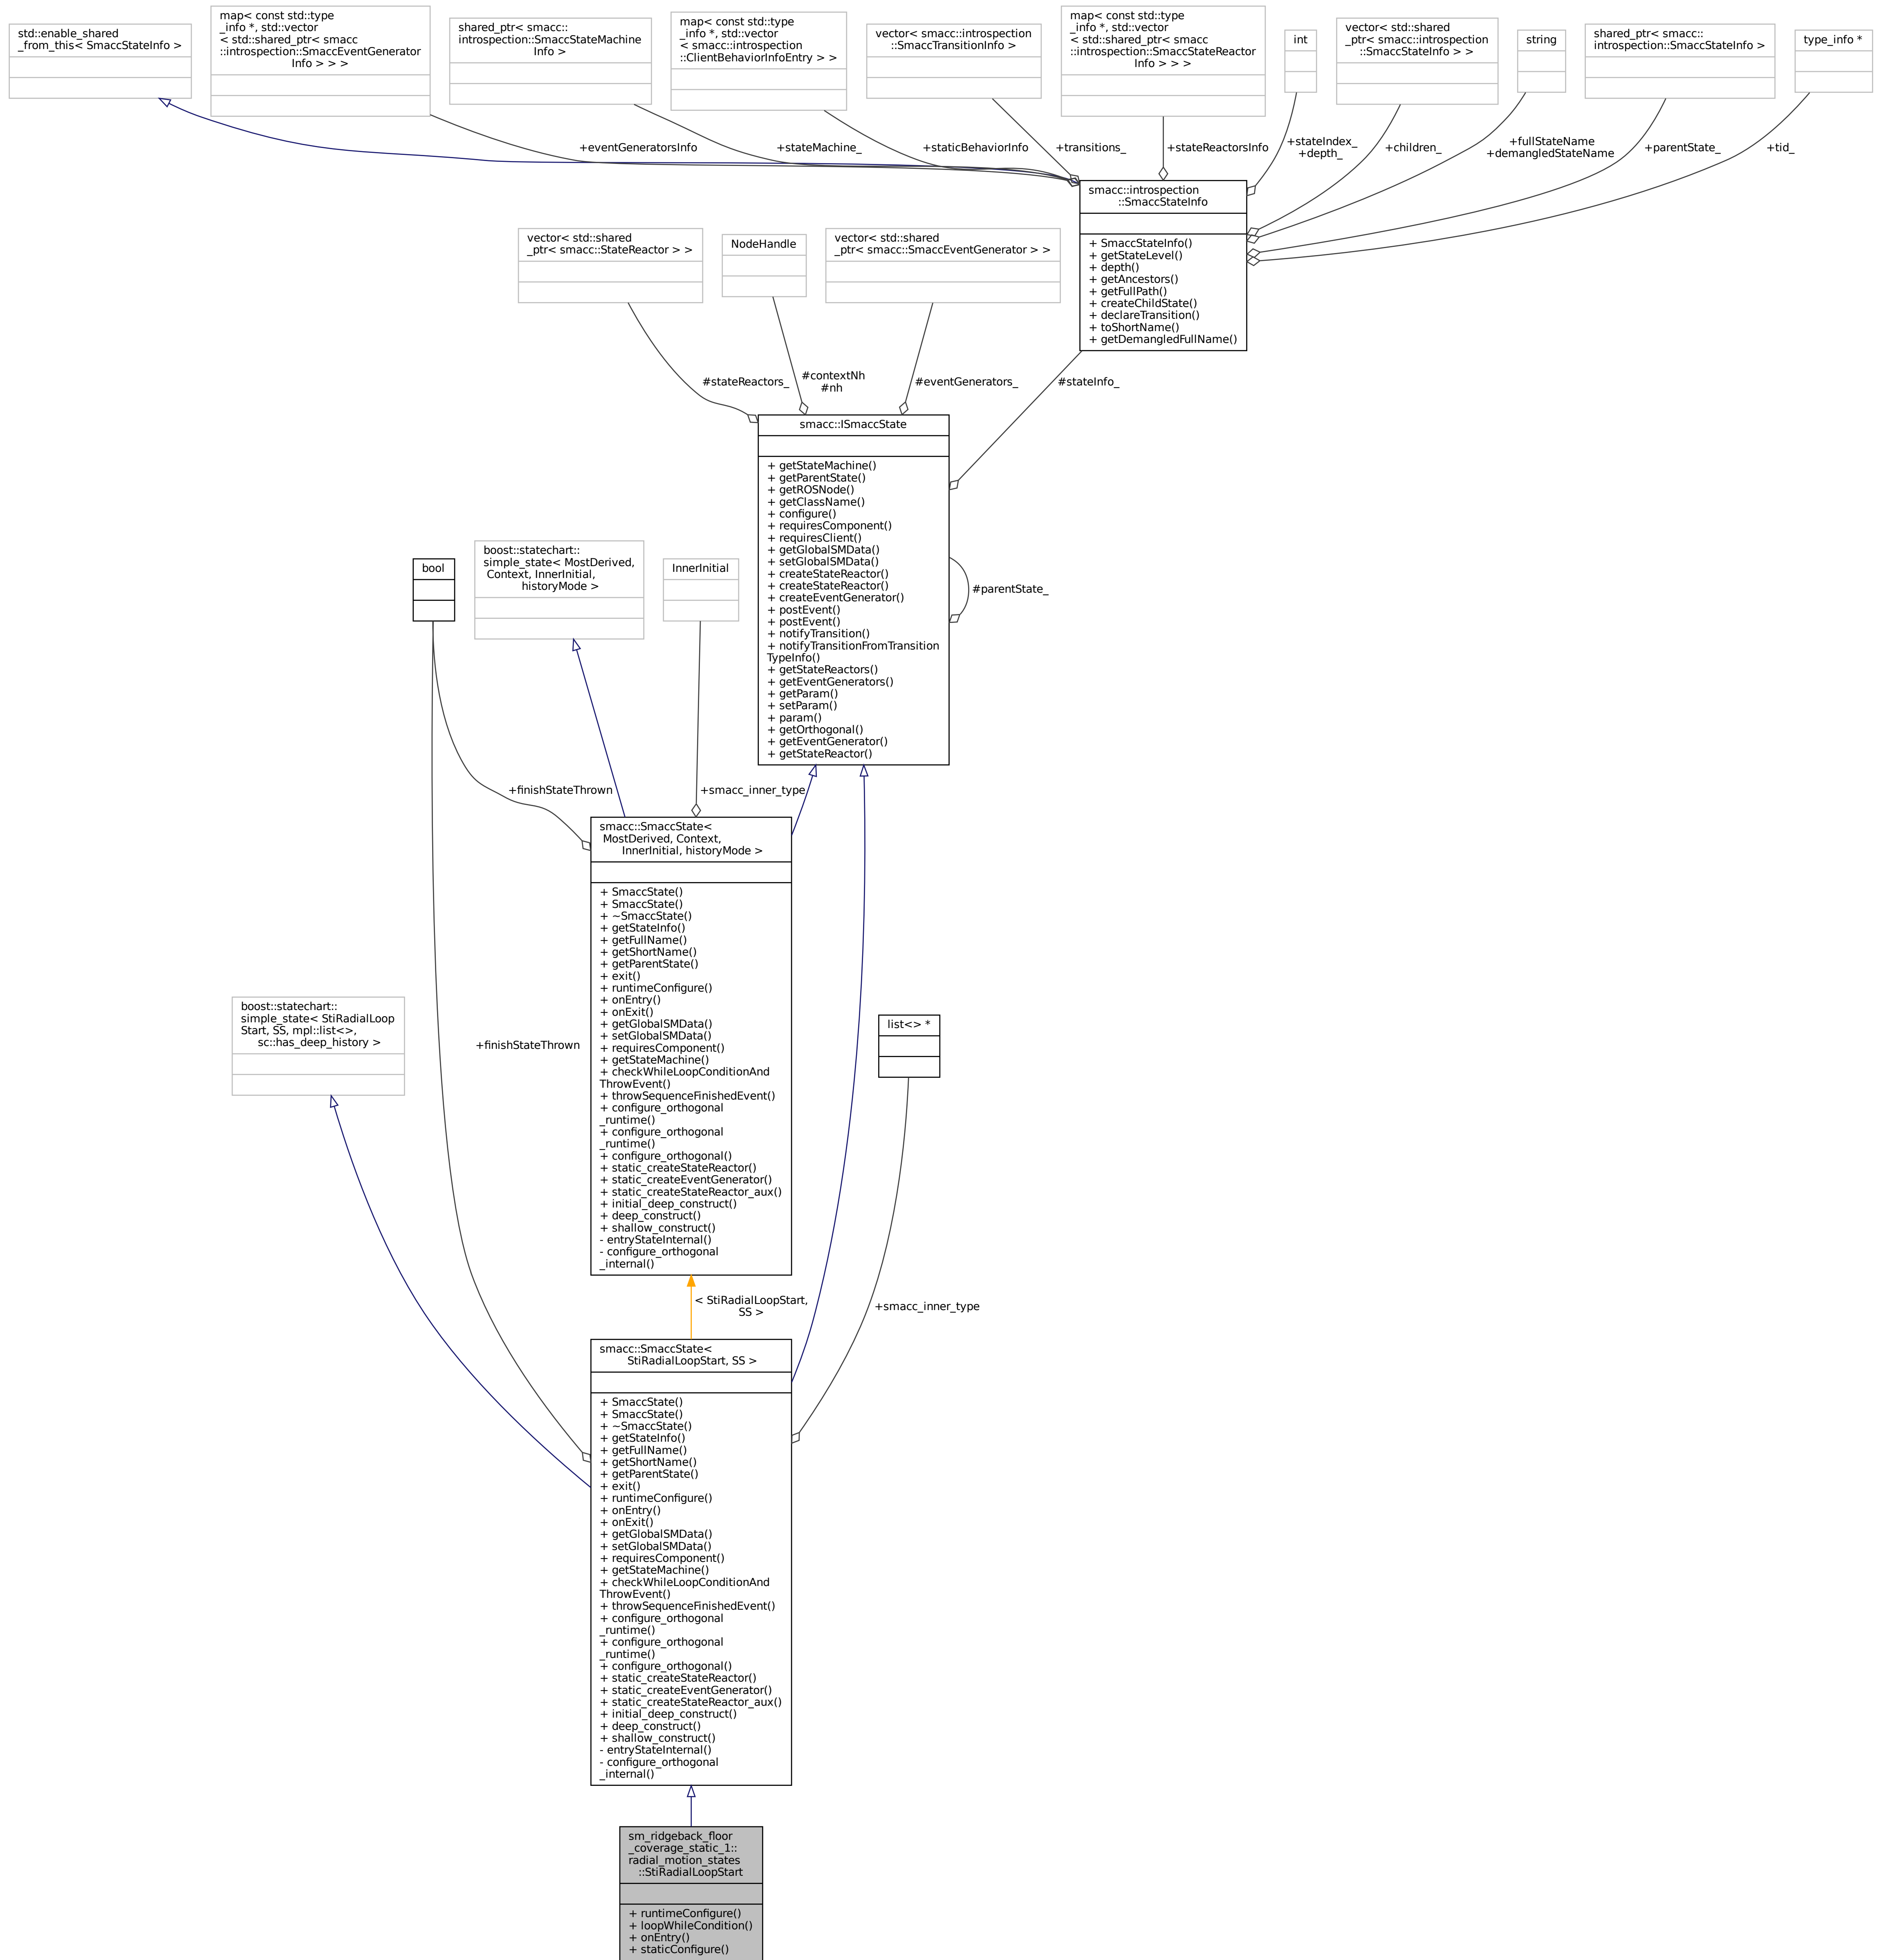 std::enable_shared
_from_this< SmaccStateInfo >
map< const std::type
_info *, std::vector
< std::shared_ptr< smacc
::introspection::SmaccEventGenerator
Info > > >
shared_ptr< smacc::
introspection::SmaccStateMachine
Info >
map< const std::type
_info *, std::vector
< smacc::introspection
::ClientBehaviorInfoEntry > >
vector< smacc::introspection
::SmaccTransitionInfo >
map< const std::type
_info *, std::vector
< std::shared_ptr< smacc
::introspection::SmaccStateReactor
Info > > >
int
vector< std::shared
_ptr< smacc::introspection
::SmaccStateInfo > >
string
shared_ptr< smacc::
introspection::SmaccStateInfo >
type_info *
+eventGeneratorsInfo
+stateMachine_
+staticBehaviorInfo
+transitions_
+stateReactorsInfo
+stateIndex_
+depth_
+children_
+fullStateName
+demangledStateName
+parentState_
+tid_
smacc::introspection
::SmaccStateInfo
+ SmaccStateInfo()
+ getStateLevel()
+ depth()
+ getAncestors()
+ getFullPath()
+ createChildState()
+ declareTransition()
+ toShortName()
+ getDemangledFullName()
vector< std::shared
_ptr< smacc::StateReactor > >
NodeHandle
vector< std::shared
_ptr< smacc::SmaccEventGenerator > >
#stateReactors_
#contextNh
#nh
#eventGenerators_
#stateInfo_
smacc::ISmaccState
+ getStateMachine()
+ getParentState()
+ getROSNode()
+ getClassName()
+ configure()
+ requiresComponent()
+ requiresClient()
+ getGlobalSMData()
+ setGlobalSMData()
+ createStateReactor()
+ createStateReactor()
+ createEventGenerator()
+ postEvent()
+ postEvent()
+ notifyTransition()
+ notifyTransitionFromTransition
TypeInfo()
+ getStateReactors()
+ getEventGenerators()
+ getParam()
+ setParam()
+ param()
+ getOrthogonal()
+ getEventGenerator()
+ getStateReactor()
#parentState_
bool
boost::statechart::
simple_state< MostDerived,
Context, InnerInitial,
historyMode >
InnerInitial
+finishStateThrown
+smacc_inner_type
smacc::SmaccState<
MostDerived, Context,
InnerInitial, historyMode >
+ SmaccState()
+ SmaccState()
+ ~SmaccState()
+ getStateInfo()
+ getFullName()
+ getShortName()
+ getParentState()
+ exit()
+ runtimeConfigure()
+ onEntry()
+ onExit()
+ getGlobalSMData()
+ setGlobalSMData()
+ requiresComponent()
+ getStateMachine()
+ checkWhileLoopConditionAnd
ThrowEvent()
+ throwSequenceFinishedEvent()
+ configure_orthogonal
_runtime()
+ configure_orthogonal
_runtime()
+ configure_orthogonal()
+ static_createStateReactor()
+ static_createEventGenerator()
+ static_createStateReactor_aux()
+ initial_deep_construct()
+ deep_construct()
+ shallow_construct()
- entryStateInternal()
- configure_orthogonal
_internal()
boost::statechart::
simple_state< StiRadialLoop
Start, SS, mpl::list<>,
sc::has_deep_history >
+finishStateThrown
list<> *
< StiRadialLoopStart,
SS >
+smacc_inner_type
smacc::SmaccState<
StiRadialLoopStart, SS >
+ SmaccState()
+ SmaccState()
+ ~SmaccState()
+ getStateInfo()
+ getFullName()
+ getShortName()
+ getParentState()
+ exit()
+ runtimeConfigure()
+ onEntry()
+ onExit()
+ getGlobalSMData()
+ setGlobalSMData()
+ requiresComponent()
+ getStateMachine()
+ checkWhileLoopConditionAnd
ThrowEvent()
+ throwSequenceFinishedEvent()
+ configure_orthogonal
_runtime()
+ configure_orthogonal
_runtime()
+ configure_orthogonal()
+ static_createStateReactor()
+ static_createEventGenerator()
+ static_createStateReactor_aux()
+ initial_deep_construct()
+ deep_construct()
+ shallow_construct()
- entryStateInternal()
- configure_orthogonal
_internal()
sm_ridgeback_floor
_coverage_static_1::
radial_motion_states
::StiRadialLoopStart
+ runtimeConfigure()
+ loopWhileCondition()
+ onEntry()
+ staticConfigure()